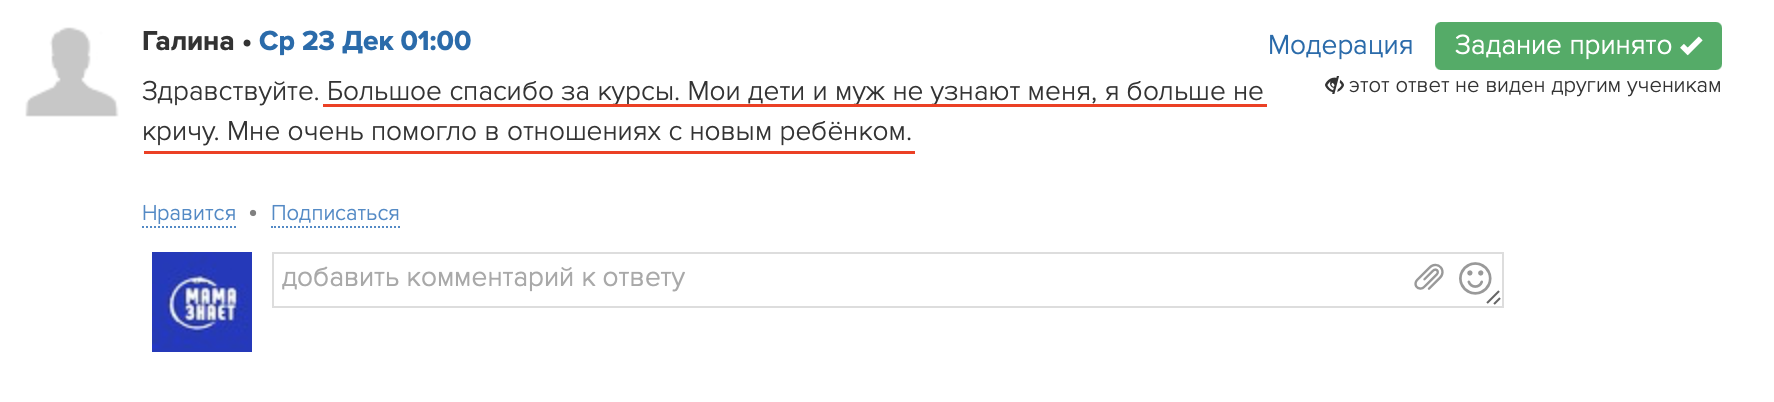 Галина • Ср 23 Дек 01:00
Модерация
Задание принято ✔
Здравствуйте. Большое спасибо за курсы. Мои дети и муж не узнают меня, я больше не
этот ответ не виден другим ученикам
кричу. Мне очень помогло в отношениях с новым ребёнком.
Нравится • Подписаться
МАМА
ЗНАЕТ
добавить комментарий к ответу